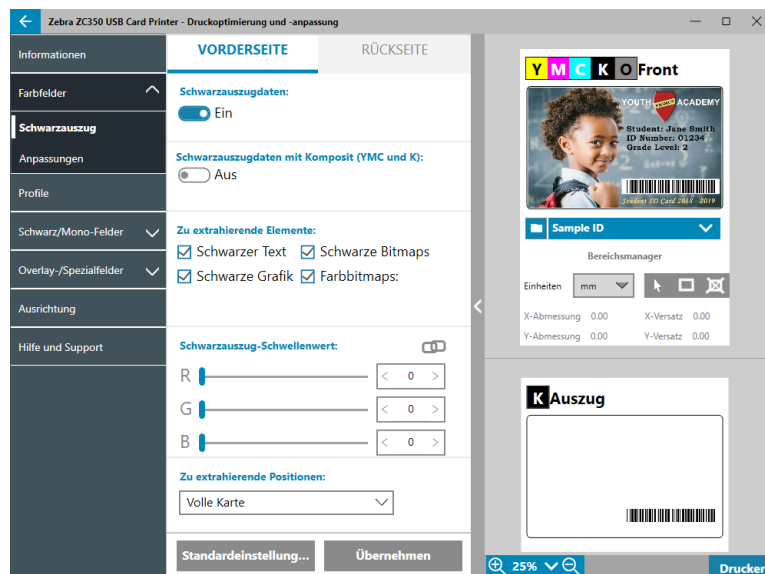 Zebra ZC350 USB Card Printer - Druckoptimierung und -anpassung
Informationen
Farbfelder
Schwarzauszug
Anpassungen
Profile
Schwarz/Mono-Felder
Overlay-/Spezialfelder
Ausrichtung
Hilfe und Support
VORDERSEITE
RÜCKSEITE
Schwarzauszugdaten:
Ein
Schwarzauszugdaten mit Komposit (YMC und K):
Aus
Zu extrahierende Elemente:
Schwarzer Text
Schwarze Bitmaps
Schwarze Grafik
Farbbitmaps:
Schwarzauszug-Schwellenwert:
R
< 0 >
G
< 0 >
B
< 0 >
Zu extrahierende Positionen:
Volle Karte
Standardeinstellung...
Übernehmen
Y M C K O Front
YOUTH ACADEMY
Student: Jane Smith
ID Number: 01234
Grade Level: 2
Student ID Card 2018 - 2019
Sample ID
Bereichsmanager
Einheiten mm
X-Abmessung 0.00 X-Versatz 0.00
Y-Abmessung 0.00 Y-Versatz 0.00
K Auszug
25%
Drucken